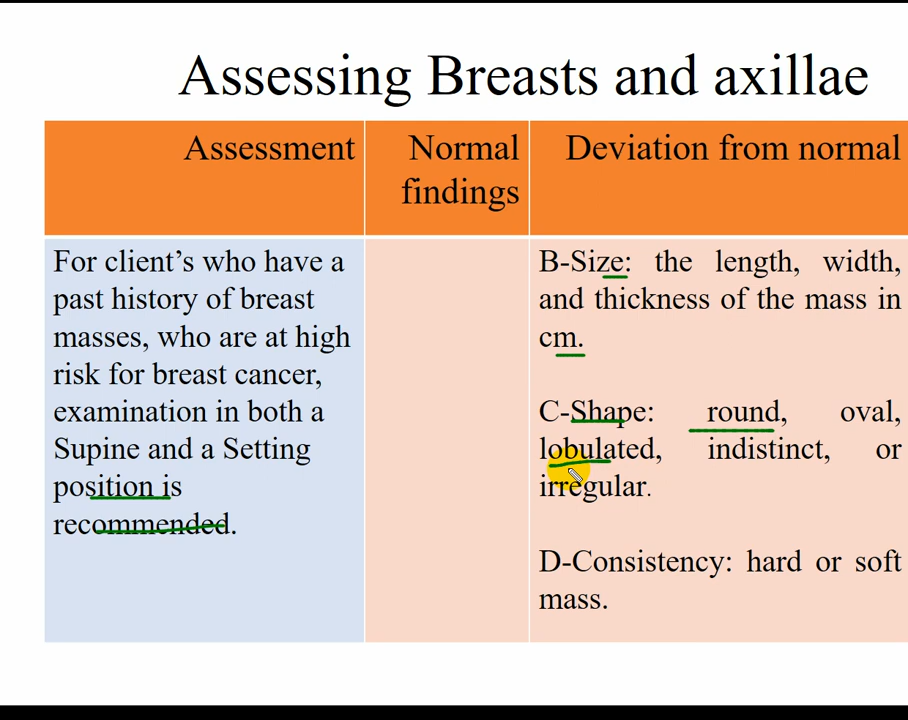 Assessing Breasts and axillae
Assessment
Normal
findings
Deviation from normal
For client's who have a
past history of breast
masses, who are at high
risk for breast cancer,
examination in both a
Supine and a Setting
position is
recommended.
B-Size: the length, width,
and thickness of the mass in
cm.
C-Shape: round, oval,
lobulated, indistinct, or
irregular.
D-Consistency: hard or soft
mass.